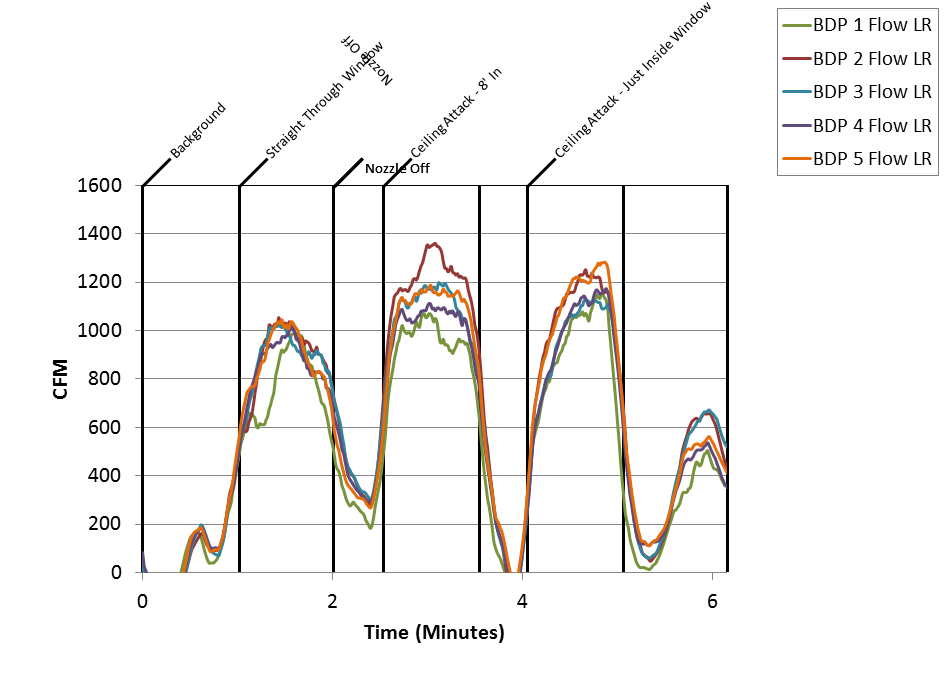 BDP 1 Flow LR
BDP 2 Flow LR
BDP 3 Flow LR
BDP 4 Flow LR
BDP 5 Flow LR
Background
Straight Through Window
Nozzle Off
Nozzle Off
Ceiling Attack - 8' In
Ceiling Attack - Just Inside Window
1600
1400
1200
1000
800
600
400
200
0
CFM
0 2 4 6
Time (Minutes)